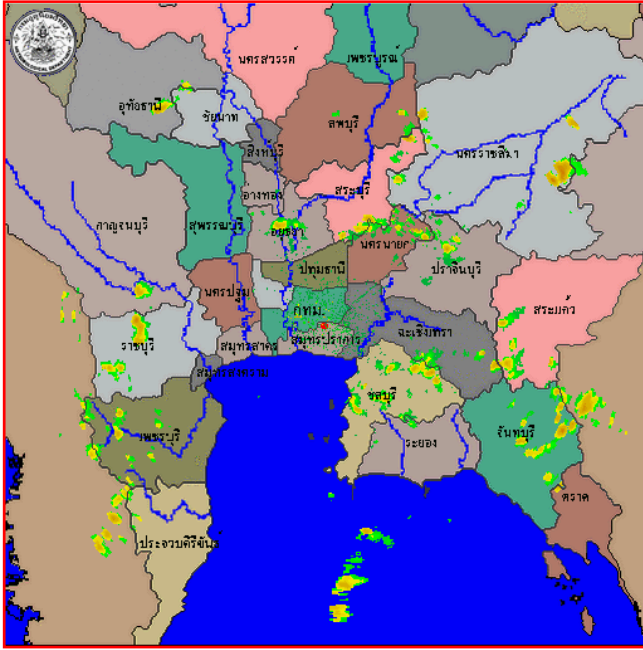 นครสวรรค์
เพชรบูรณ์
อุทัยธานี
ชัยนาท
ลพบุรี
สิงหบุรี
นครราชสีมา
อ่างทอง
สระบุรี
กาญจนบุรี
สุพรรณบุรี
อยุธยา
นครนายก
ปทุมธานี
ปราจีนบุรี
นครปฐม
สระแก้ว
กทม.
ราชบุรี
สมุทรสาคร
สมุทรปราการ
ฉะเชิงเทรา
สมุทรสงคราม
ชลบุรี
เพชรบุรี
ระยอง
จันทบุรี
ตราด
ประจวบคีรีขันธ์